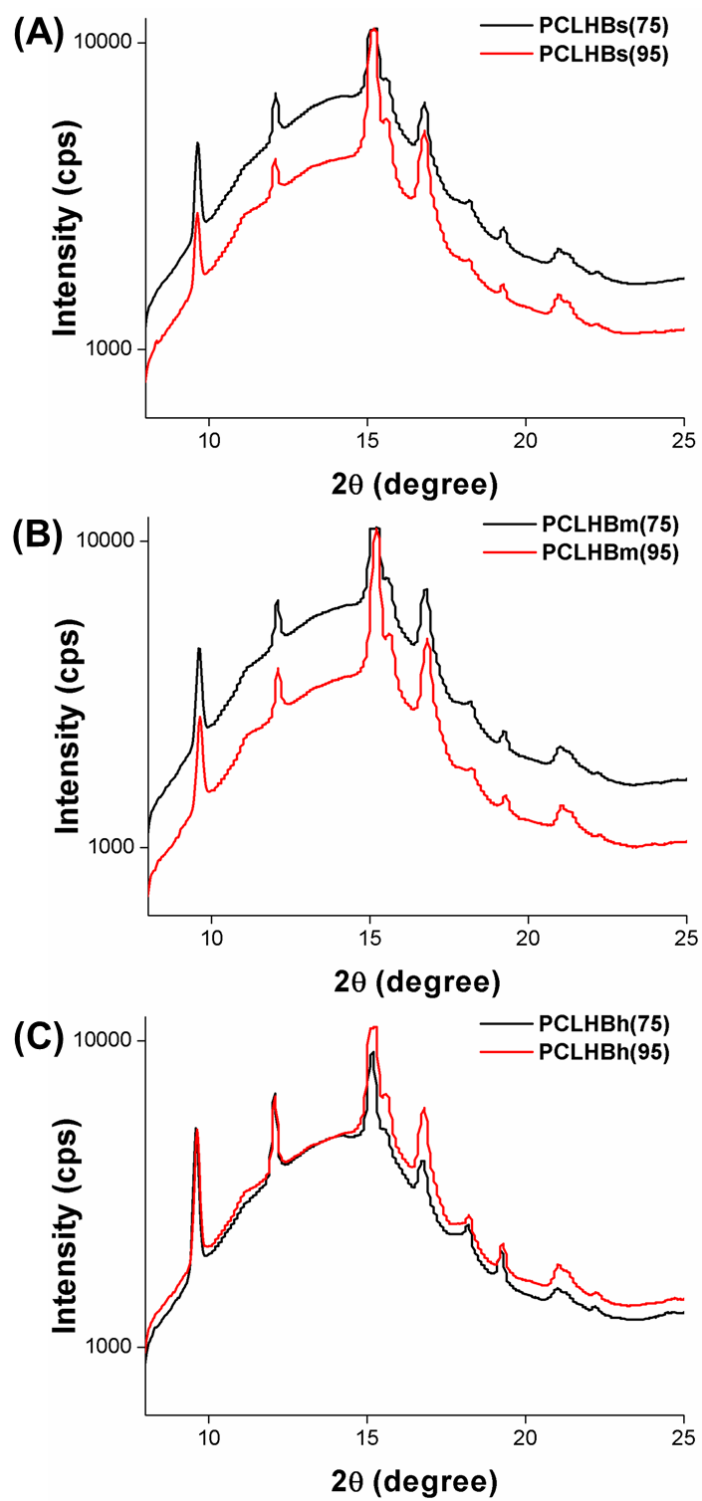 (A)
PCLHBs(75)
PCLHBs(95)
10000
1000
Intensity (cps)
10 15 20 25
2θ (degree)
(B)
PCLHBm(75)
PCLHBm(95)
10000
1000
Intensity (cps)
10 15 20 25
2θ (degree)
(C)
PCLHBh(75)
PCLHBh(95)
10000
1000
Intensity (cps)
10 15 20 25
2θ (degree)